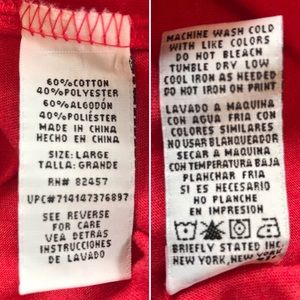 60%COTTON
40%POLYESTER
60%ALGODÓN
40%POLIÉSTER
MADE IN CHINA
HECHO EN CHINA
SIZE: LARGE
TALLA: GRANDE
RN# 82457
UPC#714147376897
SEE REVERSE
FOR CARE
VEA DETRAS
INSTRUCCIONES
DE LAVADO
MACHINE WASH COLD
WITH LIKE COLORS
DO NOT BLEACH
TUMBLE DRY LOW
COOL IRON AS NEEDED
DO NOT IRON ON PRINT
LAVADO A MAQUINA
CON AGUA FRIA CON
COLORES SIMILARES
NO USAR BLANQUEADOR
SECAR A MAQUINA
CON TEMPERATURA BAJA
PLANCHAR FRIA
SI ES NECESARIO
NO PLANCHE
EN IMPRESIÓN
BRIEFLY STATED INC.
NEW YORK, NEW Y